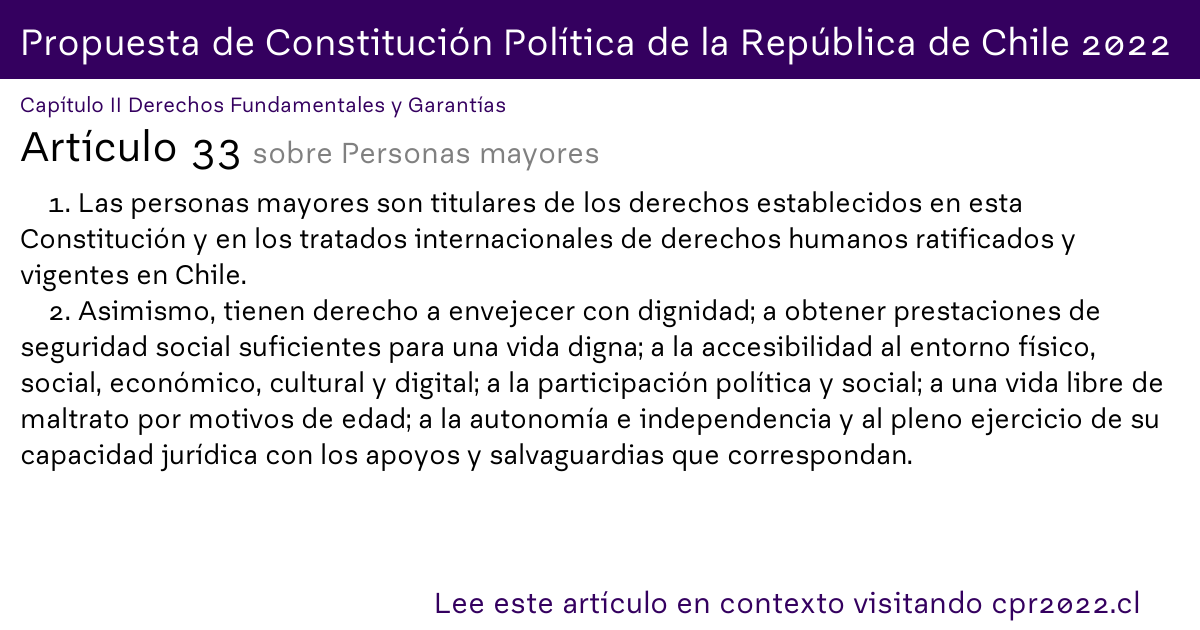 Propuesta de Constitución Política de la República de Chile 2022
Capítulo II Derechos Fundamentales y Garantías
Artículo 33 sobre Personas mayores
1. Las personas mayores son titulares de los derechos establecidos en esta
Constitución y en los tratados internacionales de derechos humanos ratificados y
vigentes en Chile.
2. Asimismo, tienen derecho a envejecer con dignidad; a obtener prestaciones de
seguridad social suficientes para una vida digna; a la accesibilidad al entorno físico,
social, económico, cultural y digital; a la participación política y social; a una vida libre de
maltrato por motivos de edad; a la autonomía e independencia y al pleno ejercicio de su
capacidad jurídica con los apoyos y salvaguardias que correspondan.
Lee este artículo en contexto visitando cpr2022.cl